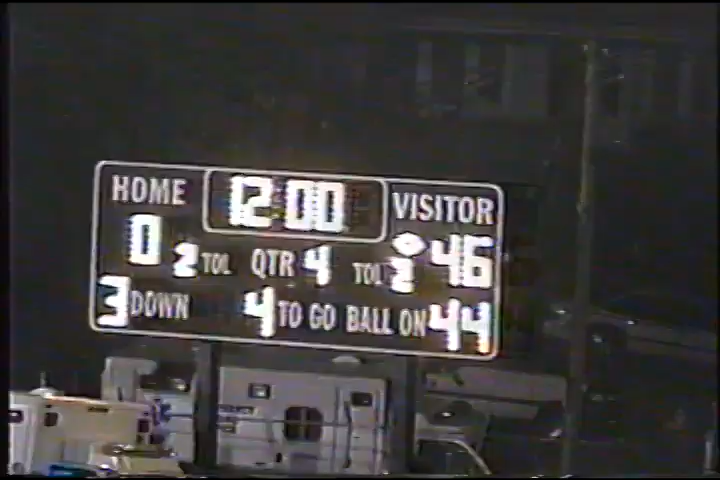 HOME 12:00 VISITOR
0 2 TOL QTR 4 TOL 2 46
3 DOWN 4 TO GO BALL ON 44